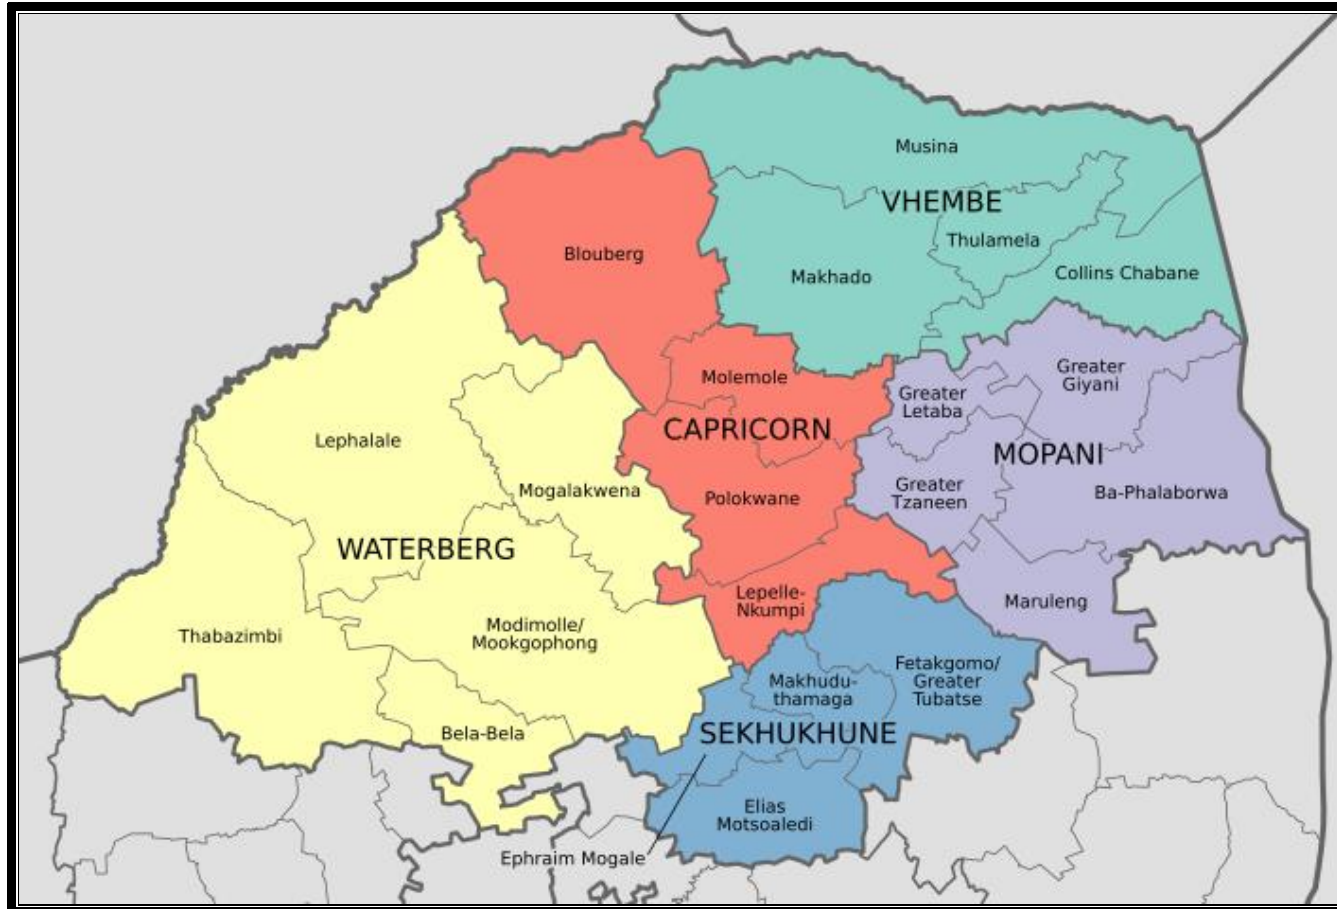 Musina
VHEMBE
Thulamela
Blouberg
Makhado
Collins Chabane
Molemole
Greater
Giyani
Greater
Letaba
CAPRICORN
Lephalale
MOPANI
Mogalakwena
Polokwane
Greater
Tzaneen
Ba-Phalaborwa
WATERBERG
Lepelle-
Nkumpi
Maruleng
Thabazimbi
Modimolle/
Mookgophong
Makhudu-
thamaga
Fetakgomo/
Greater
Tubatse
Bela-Bela
SEKHUKHUNE
Elias
Motsoaledi
Ephraim Mogale